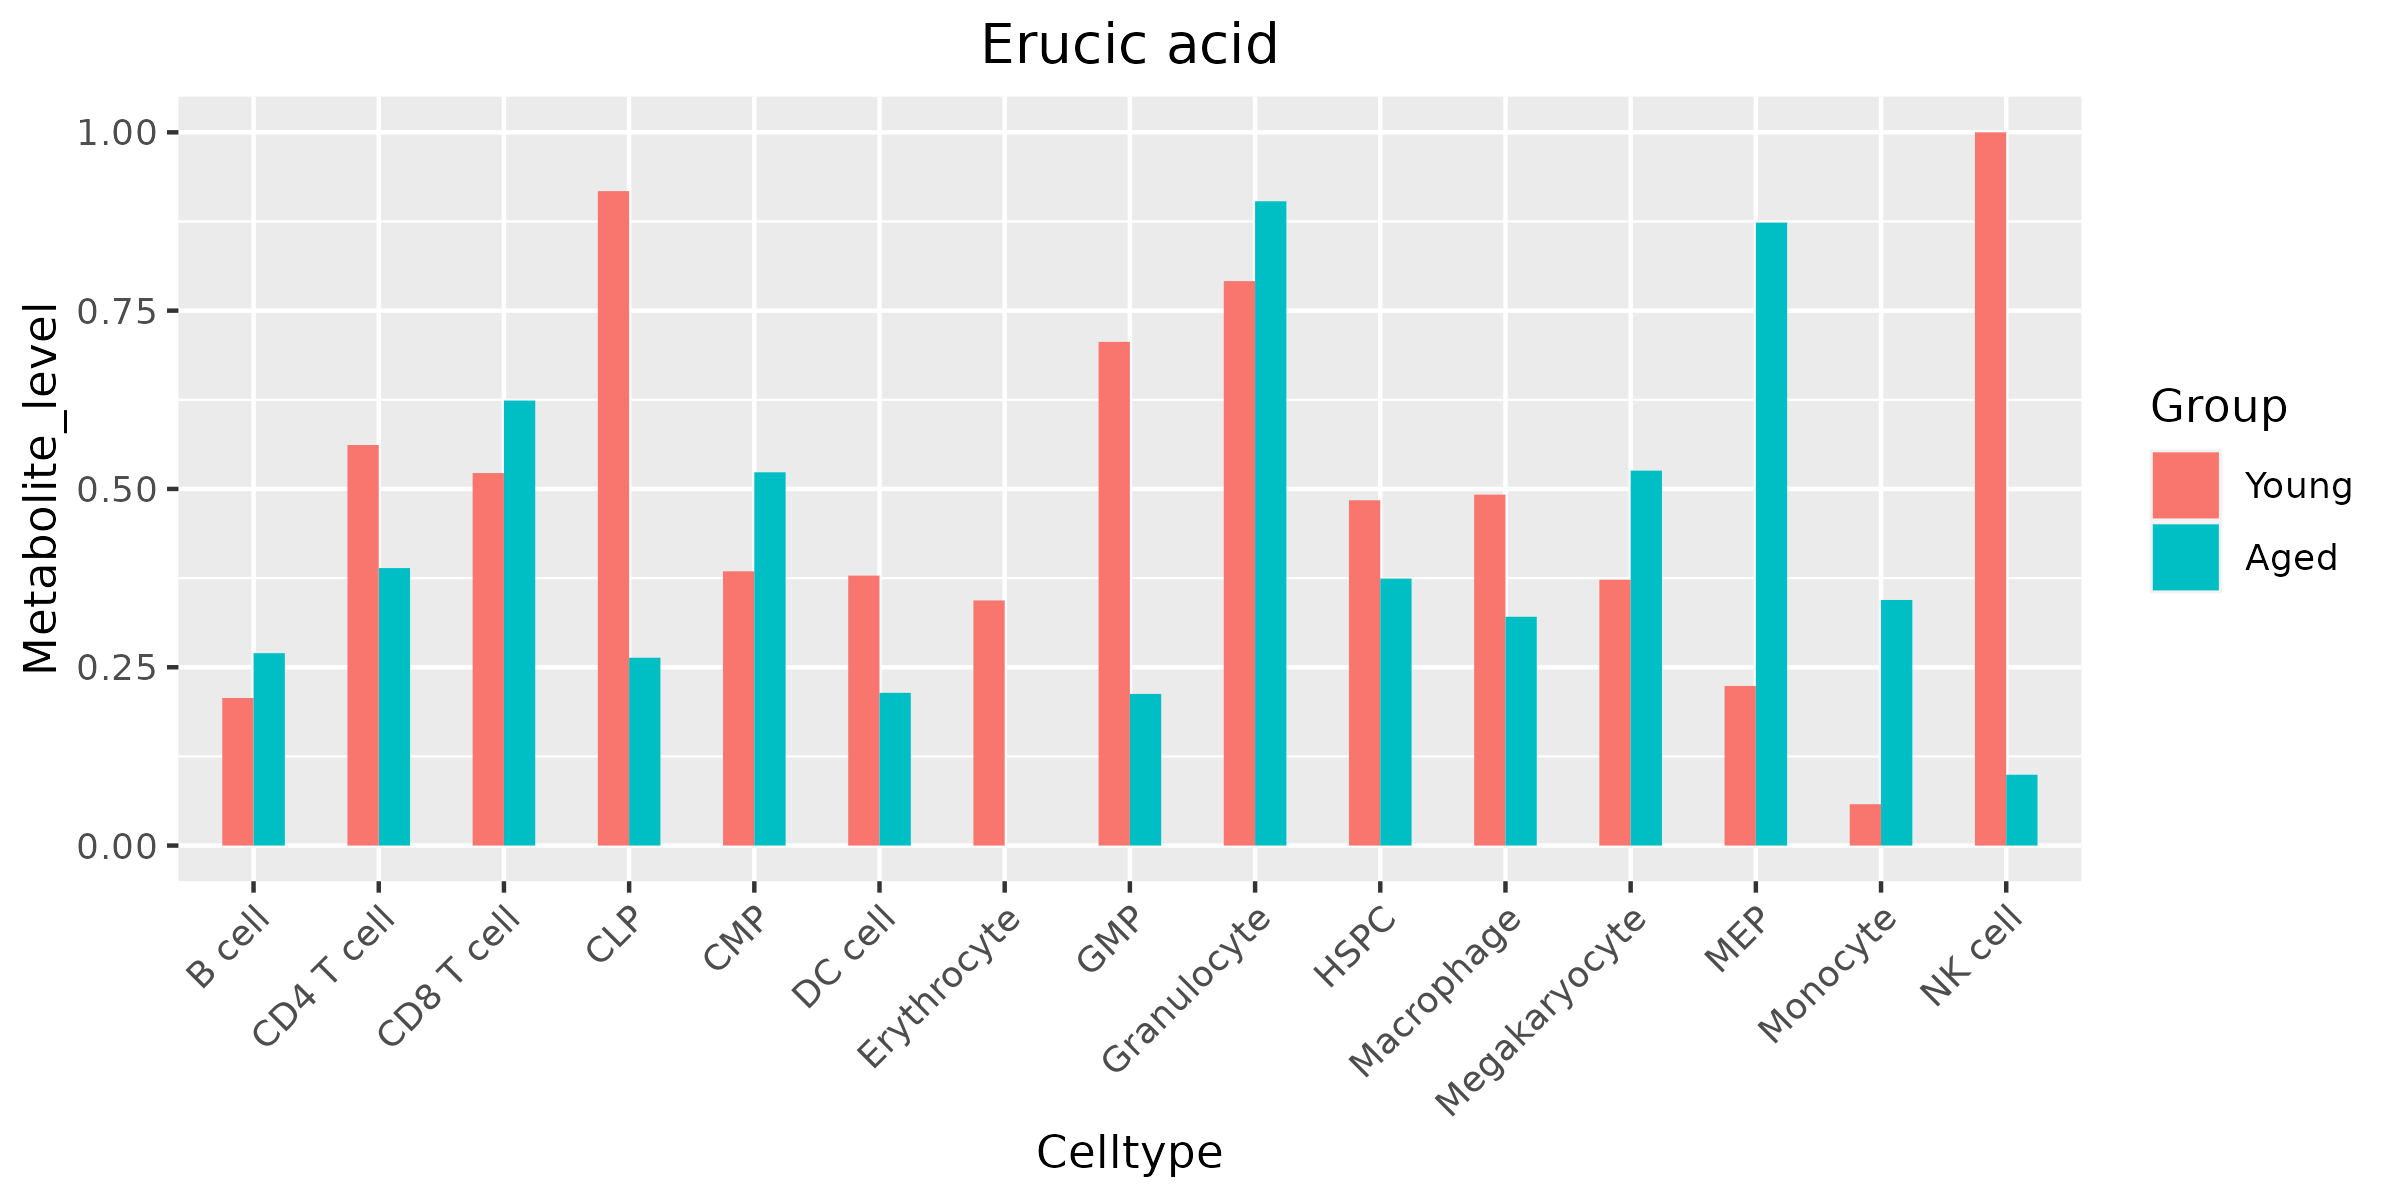 Erucic acid
Metabolite_level
1.00
0.75
0.50
0.25
0.00
B cell
CD4 T cell
CD8 T cell
CLP
CMP
DC cell
Erythrocyte
GMP
Granulocyte
HSPC
Macrophage
Megakaryocyte
MEP
Monocyte
NK cell
Celltype
Group
Young
Aged